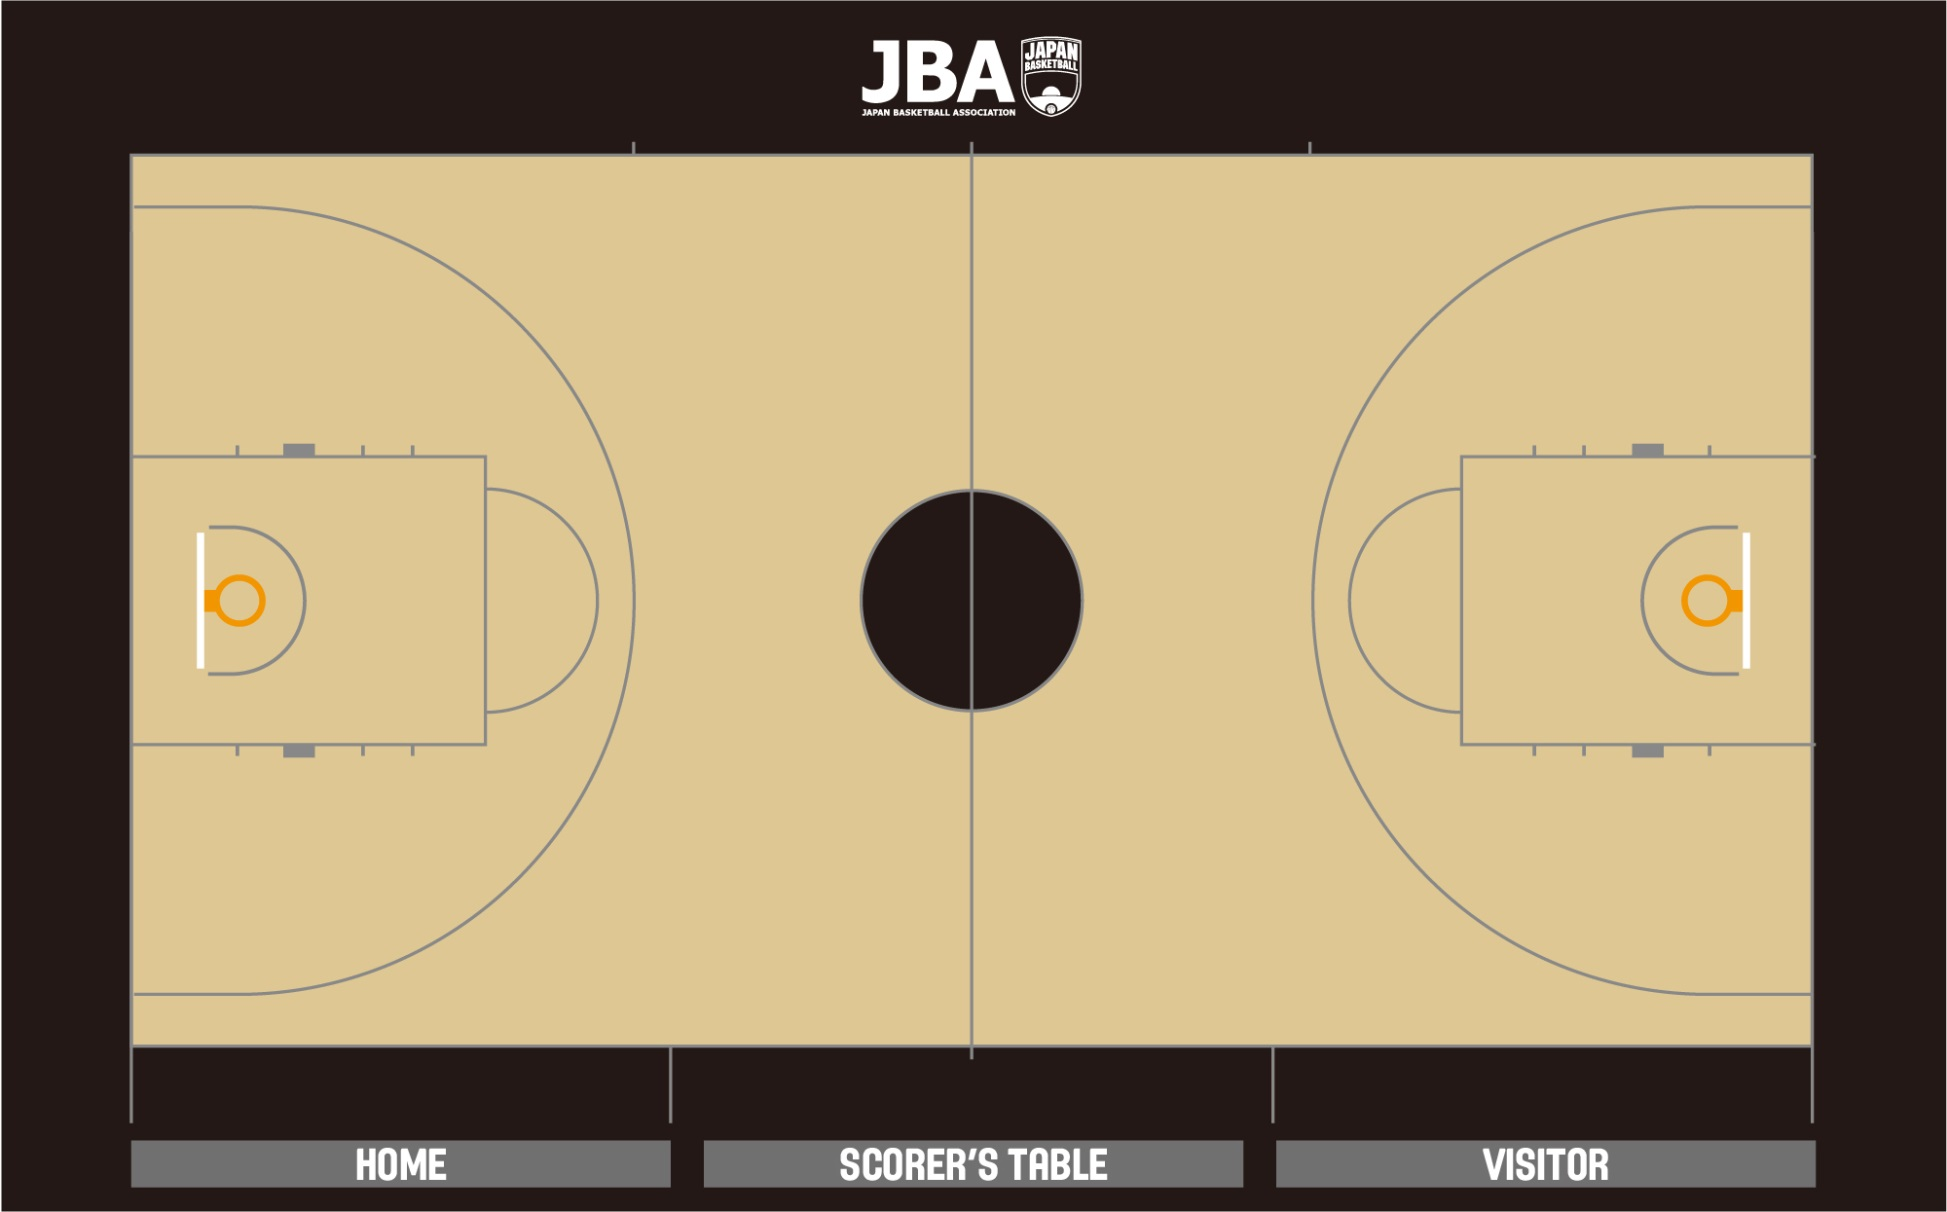 JBA
JAPAN BASKETBALL ASSOCIATION
JAPAN
BASKETBALL
HOME
SCORER'S TABLE
VISITOR